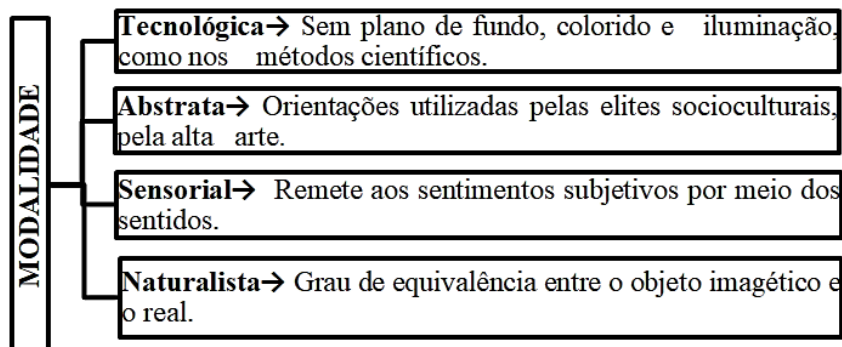 MODALIDADE
Tecnológica→ Sem plano de fundo, colorido e iluminação,
como nos métodos científicos.
Abstrata→ Orientações utilizadas pelas elites socioculturais,
pela alta arte.
Sensorial→ Remete aos sentimentos subjetivos por meio dos
sentidos.
Naturalista→ Grau de equivalência entre o objeto imagético e
o real.